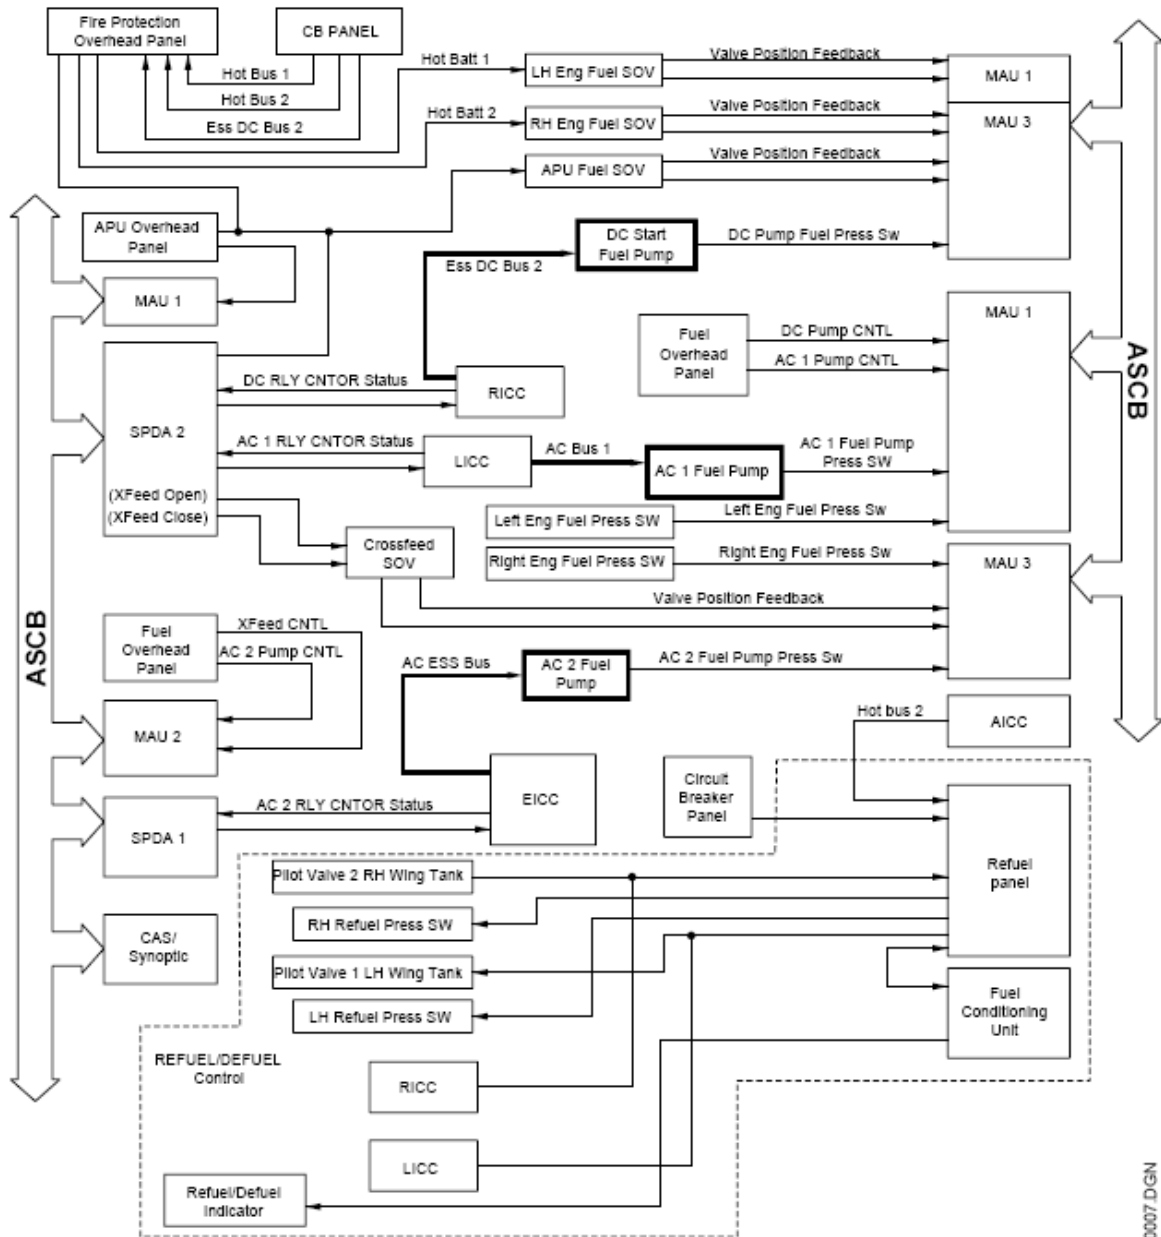 Fire Protection
Overhead Panel
CB PANEL
Hot Bus 1
Hot Bus 2
Ess DC Bus 2
Hot Batt 1
Hot Batt 2
LH Eng Fuel SOV
RH Eng Fuel SOV
APU Fuel SOV
Valve Position Feedback
Valve Position Feedback
Valve Position Feedback
MAU 1
MAU 3
APU Overhead
Panel
MAU 1
Ess DC Bus 2
DC Start
Fuel Pump
DC Pump Fuel Press Sw
Fuel
Overhead
Panel
DC Pump CNTL
AC 1 Pump CNTL
MAU 1
ASCB
SPDA 2
(XFeed Open)
(XFeed Close)
DC RLY CNTOR Status
RICC
AC 1 RLY CNTOR Status
LICC
AC Bus 1
AC 1 Fuel Pump
AC 1 Fuel Pump
Press SW
Left Eng Fuel Press SW
Left Eng Fuel Press Sw
Right Eng Fuel Press SW
Right Eng Fuel Press Sw
MAU 3
Crossfeed
SOV
Valve Position Feedback
ASCB
Fuel
Overhead
Panel
XFeed CNTL
AC 2 Pump CNTL
AC ESS Bus
AC 2 Fuel
Pump
AC 2 Fuel Pump Press Sw
MAU 2
Hot bus 2
AICC
EICC
Circuit
Breaker
Panel
AC 2 RLY CNTOR Status
SPDA 1
Refuel
panel
Pilot Valve 2 RH Wing Tank
RH Refuel Press SW
CAS/
Synoptic
Pilot Valve 1 LH Wing Tank
LH Refuel Press SW
Fuel
Conditioning
Unit
REFUEL/DEFUEL
Control
RICC
LICC
Refuel/Defuel
Indicator
0007.DGN